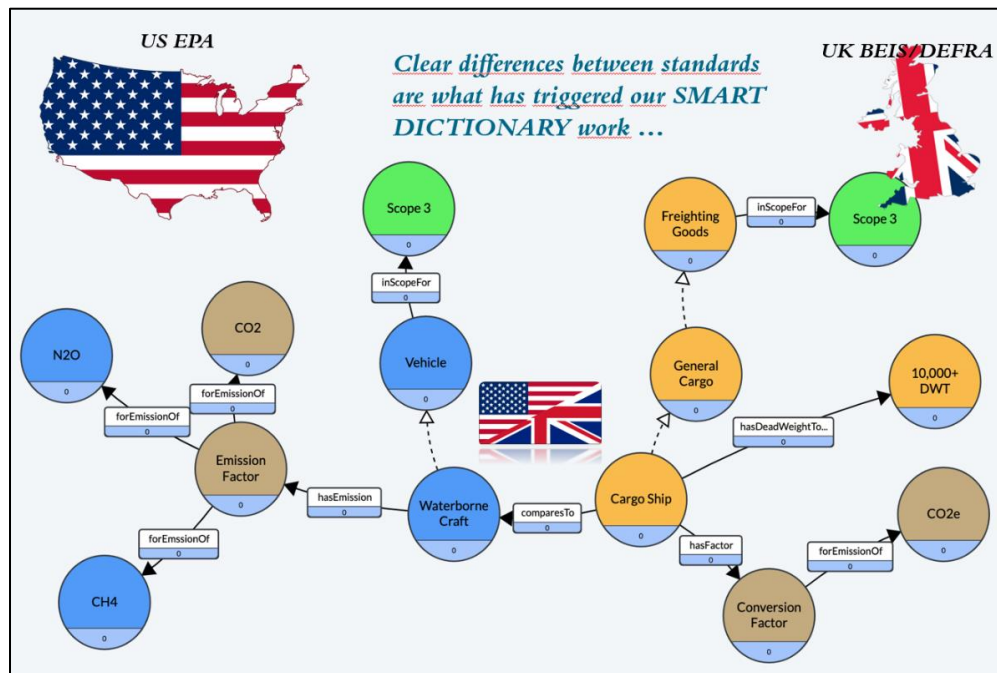 US EPA
Clear differences between standards
are what has triggered our SMART
DICTIONARY work ...
UK BEIS/DEFRA
Scope 3
0
Freighting
Goods
0
inScopeFor
0
Scope 3
0
inScopeFor
0
N2O
0
CO2
0
Vehicle
0
General
Cargo
0
10,000+
DWT
0
forEmissionOf
0
forEmissionOf
0
hasDeadWeightTo...
0
Emission
Factor
0
hasEmission
0
Waterborne
Craft
0
comparesTo
0
Cargo Ship
0
CO2e
0
forEmssionOf
0
hasFactor
0
forEmissionOf
0
CH4
0
Conversion
Factor
0